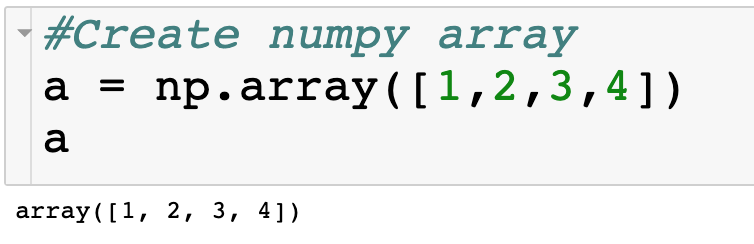 #Create numpy array
a = np.array([1,2,3,4])
a
array([1, 2, 3, 4])